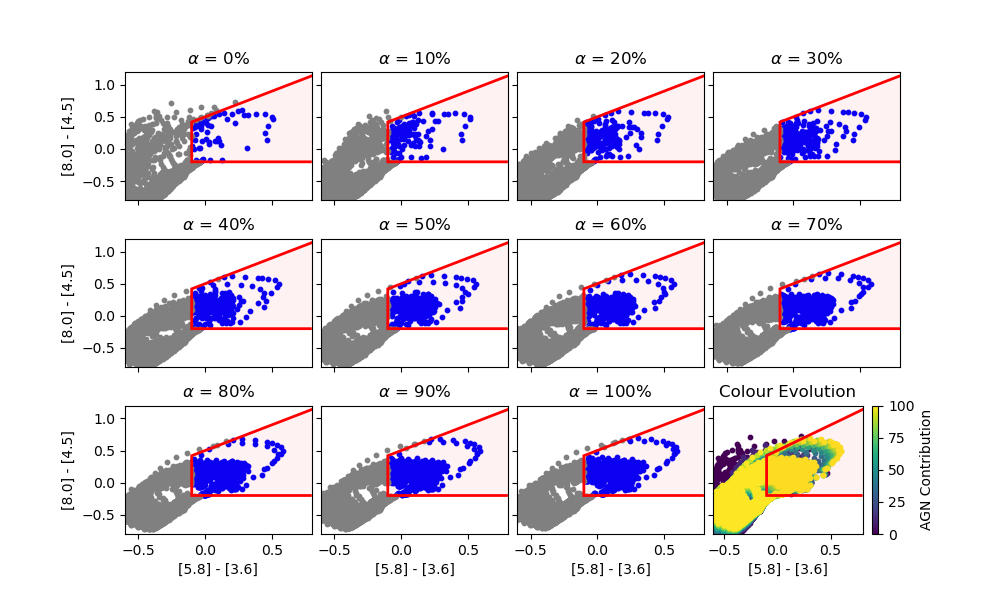 α = 0%
α = 10%
α = 20%
α = 30%
1.0
0.5
0.0
−0.5
[8.0] - [4.5]
α = 40%
α = 50%
α = 60%
α = 70%
1.0
0.5
0.0
−0.5
[8.0] - [4.5]
α = 80%
α = 90%
α = 100%
Colour Evolution
1.0
0.5
0.0
−0.5
[8.0] - [4.5]
100
75
50
25
0
AGN Contribution
−0.5 0.0 0.5
−0.5 0.0 0.5
−0.5 0.0 0.5
−0.5 0.0 0.5
[5.8] - [3.6]
[5.8] - [3.6]
[5.8] - [3.6]
[5.8] - [3.6]